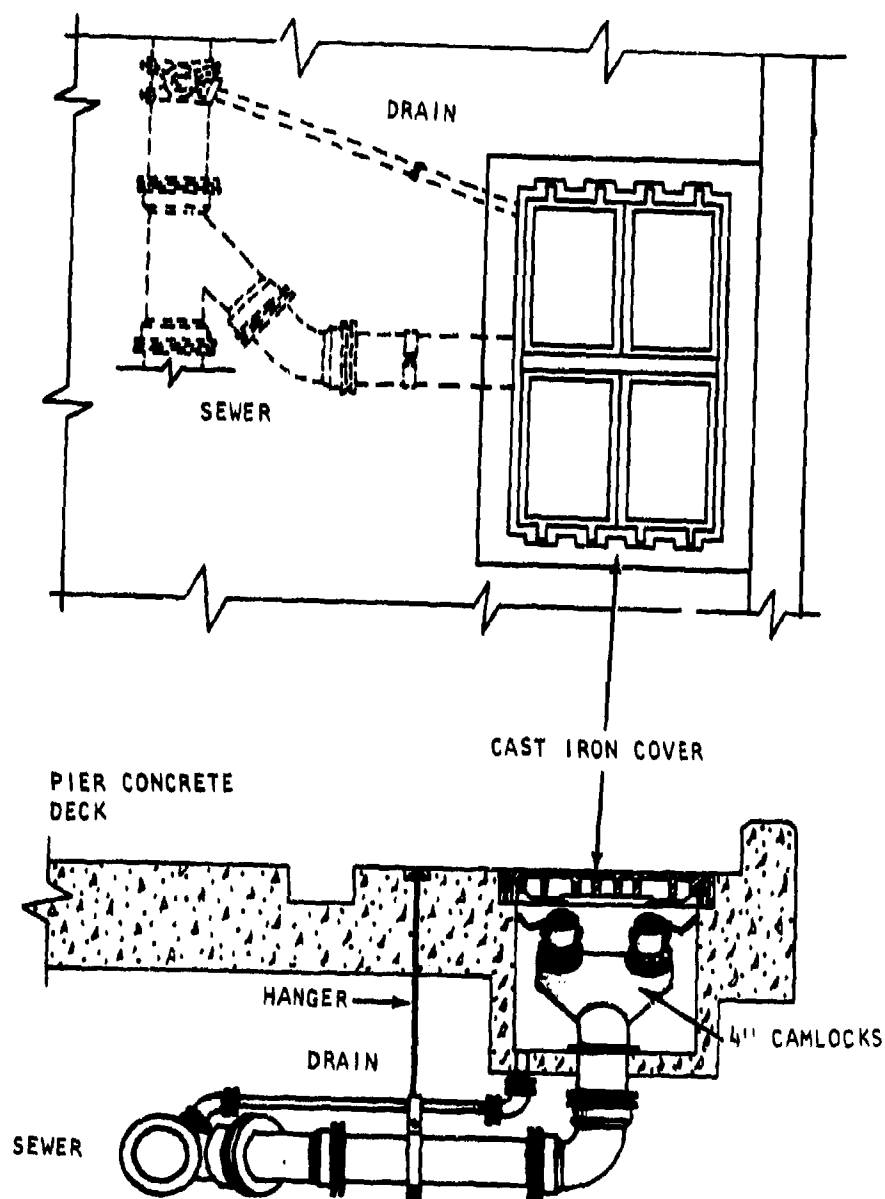 DRAIN
SEWER
CAST IRON COVER
PIER CONCRETE
DECK
HANGER
4" CAMLOCKS
DRAIN
SEWER